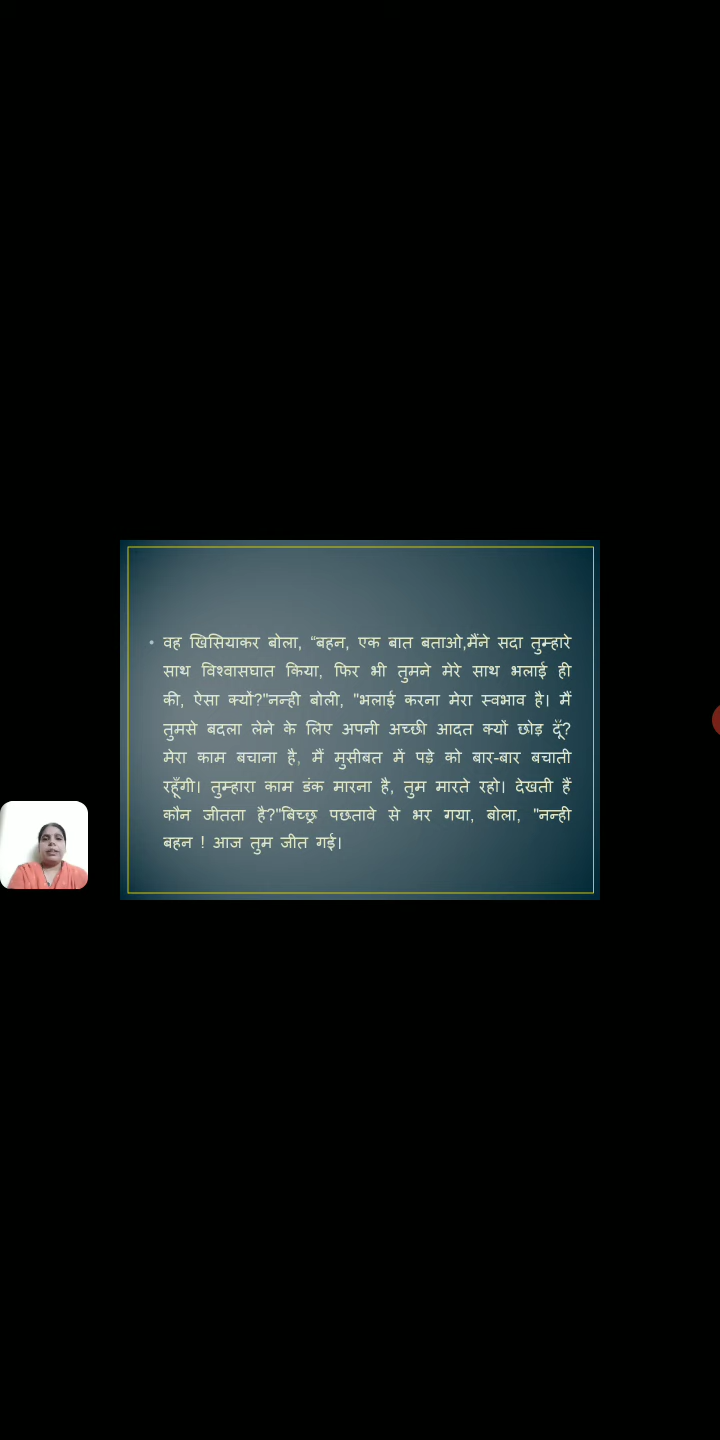 • वह खिसियाकर बोला, “बहन, एक बात बताओ,मैंने सदा तुम्हारे
साथ विश्वासघात किया, फिर भी तुमने मेरे साथ भलाई ही
की, ऐसा क्यों?"नन्ही बोली, "भलाई करना मेरा स्वभाव है। मैं
तुमसे बदला लेने के लिए अपनी अच्छी आदत क्यों छोड़ दूँ?
मेरा काम बचाना है, मैं मुसीबत में पडे को बार-बार बचाती
रहूँगी। तुम्हारा काम डंक मारना है, तुम मारते रहो। देखती हैं
कौन जीतता है?"बिच्छू पछतावे से भर गया, बोला, "नन्ही
बहन ! आज तुम जीत गई।